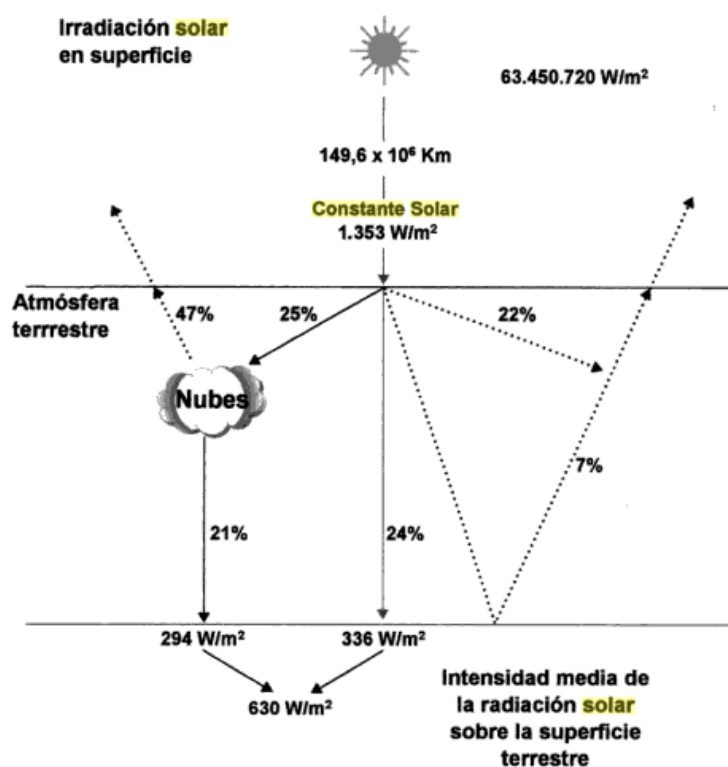 Irradiación solar
en superficie
63.450.720 W/m²
149,6 x 10⁶ Km
Constante Solar
1.353 W/m²
Atmósfera
terrrestre
47%
25%
22%
Nubes
7%
21%
24%
294 W/m²
336 W/m²
630 W/m²
Intensidad media de
la radiación solar
sobre la superficie
terrestre